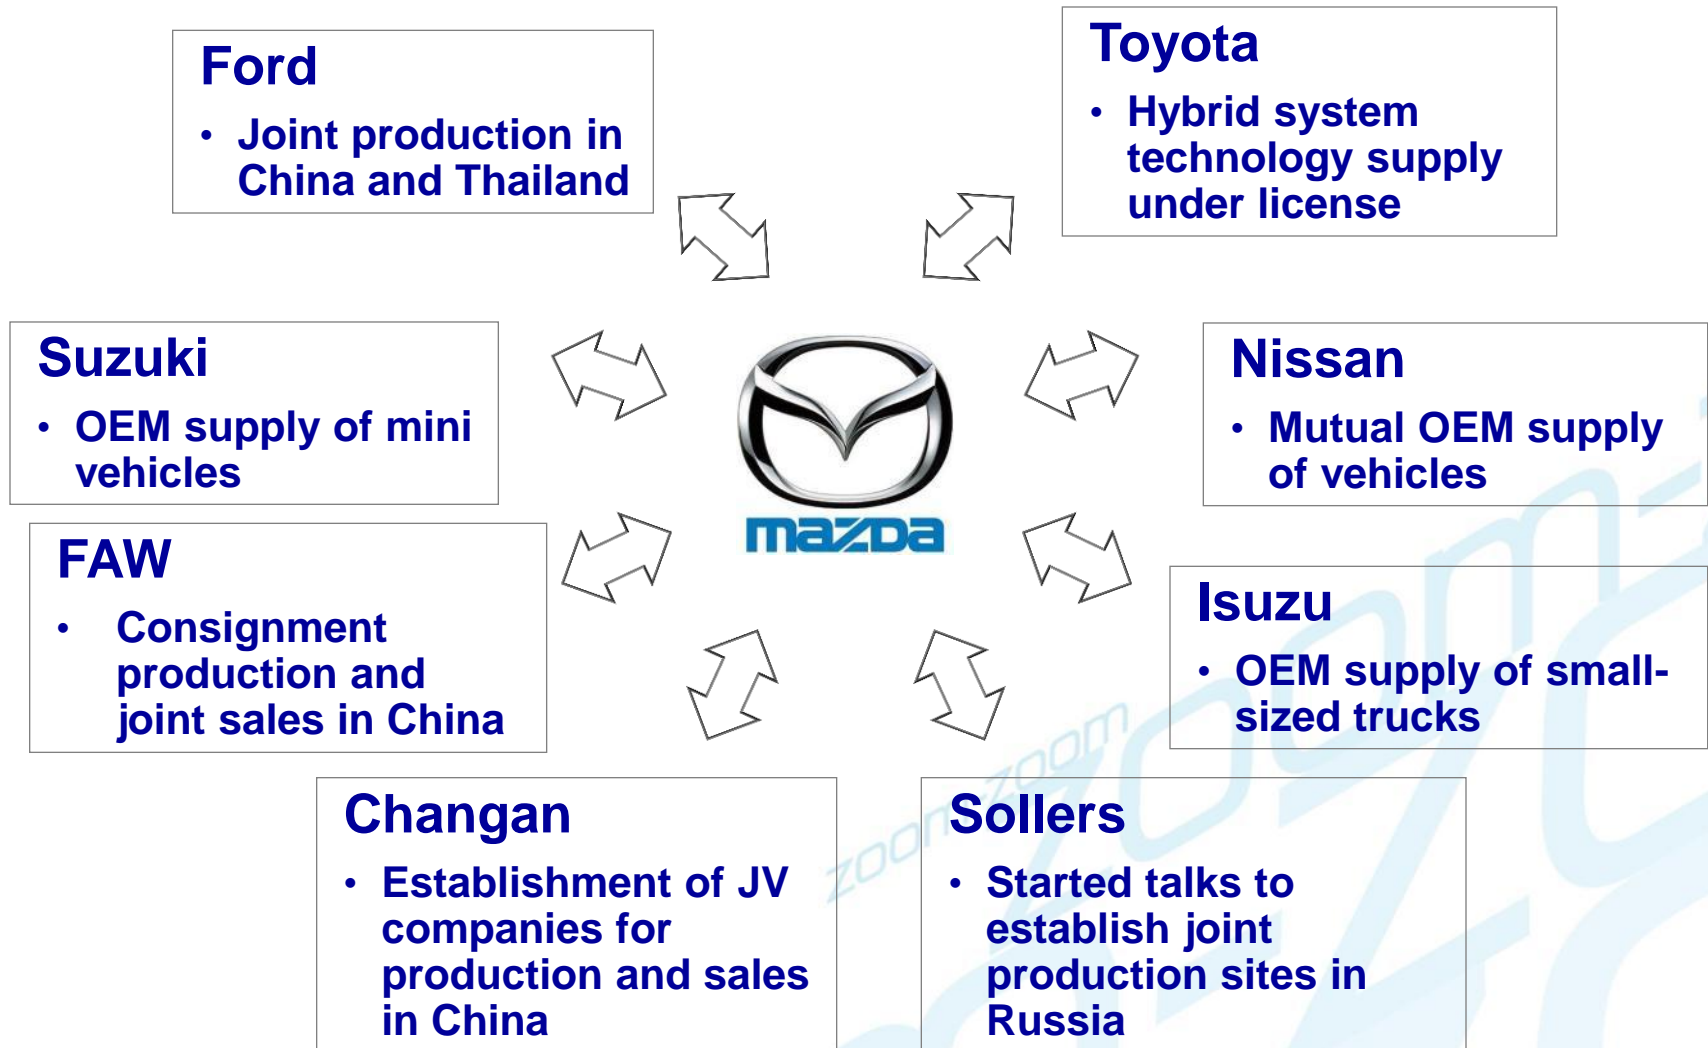 Ford
• Joint production in
China and Thailand
Toyota
• Hybrid system
technology supply
under license
Suzuki
• OEM supply of mini
vehicles
mazda
Nissan
• Mutual OEM supply
of vehicles
FAW
• Consignment
production and
joint sales in China
Isuzu
• OEM supply of small-
sized trucks
Changan
• Establishment of JV
companies for
production and sales
in China
Sollers
• Started talks to
establish joint
production sites in
Russia
zoom-zoom